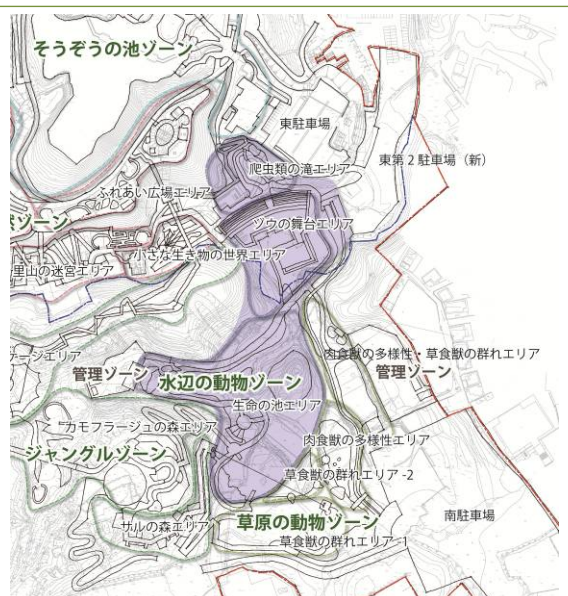 そうぞうの池ゾーン
東駐車場
爬虫類の滝エリア
東第2駐車場（新）
ふれあい広場エリア
ゾウの舞台エリア
小さな生き物の世界エリア
里山の迷宮エリア
肉食獣の多様性・草食獣の群れエリア
管理ゾーン
管理ゾーン
水辺の動物ゾーン
生命の池エリア
カモフラージュの森エリア
肉食獣の多様性エリア
ジャングルゾーン
草食獣の群れエリア-2
サルの森エリア
草原の動物ゾーン
南駐車場
草食獣の群れエリア-1